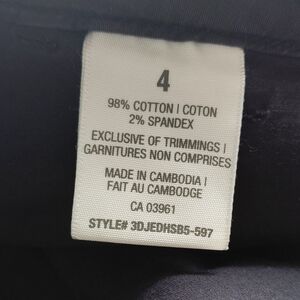 4
98% COTTON | COTON
2% SPANDEX
EXCLUSIVE OF TRIMMINGS |
GARNITURES NON COMPRISES
MADE IN CAMBODIA |
FAIT AU CAMBODGE
CA 03961
STYLE# 3DJEDHSB5-597